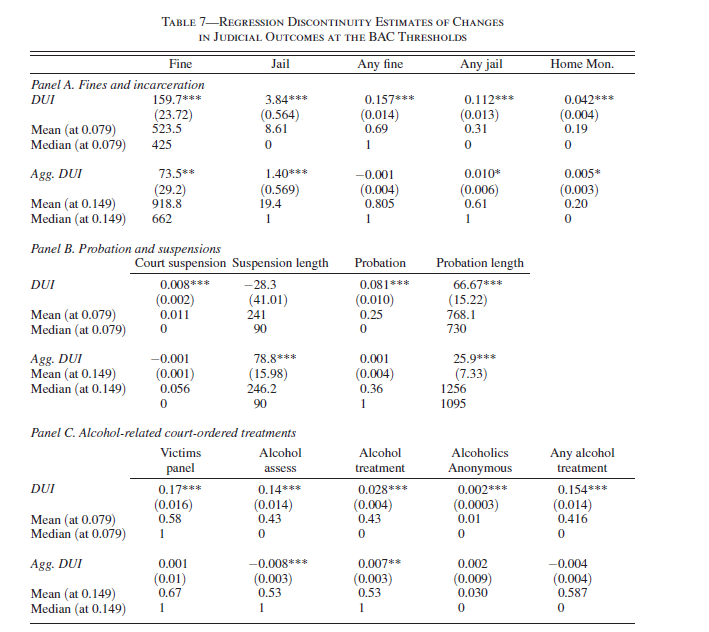 TABLE 7—REGRESSION DISCONTINUITY ESTIMATES OF CHANGES
IN JUDICIAL OUTCOMES AT THE BAC THRESHOLDS
Fine Jail Any fine Any jail Home Mon.
Panel A. Fines and incarceration
DUI 159.7*** 3.84*** 0.157*** 0.112*** 0.042***
(23.72) (0.564) (0.014) (0.013) (0.004)
Mean (at 0.079) 523.5 8.61 0.69 0.31 0.19
Median (at 0.079) 425 0 1 0 0
Agg. DUI 73.5** 1.40*** −0.001 0.010* 0.005*
(29.2) (0.569) (0.004) (0.006) (0.003)
Mean (at 0.149) 918.8 19.4 0.805 0.61 0.20
Median (at 0.149) 662 1 1 1 0
Panel B. Probation and suspensions
Court suspension Suspension length Probation Probation length
DUI 0.008*** −28.3 0.081*** 66.67***
(0.002) (41.01) (0.010) (15.22)
Mean (at 0.079) 0.011 241 0.25 768.1
Median (at 0.079) 0 90 0 730
Agg. DUI −0.001 78.8*** 0.001 25.9***
Mean (at 0.149) (0.001) (15.98) (0.004) (7.33)
Median (at 0.149) 0.056 246.2 0.36 1256
0 90 1 1095
Panel C. Alcohol-related court-ordered treatments
Victims Alcohol Alcohol Alcoholics Any alcohol
panel assess treatment Anonymous treatment
DUI 0.17*** 0.14*** 0.028*** 0.002*** 0.154***
(0.016) (0.014) (0.004) (0.0003) (0.014)
Mean (at 0.079) 0.58 0.43 0.43 0.01 0.416
Median (at 0.079) 1 0 0 0 0
Agg. DUI 0.001 −0.008*** 0.007** 0.002 −0.004
(0.01) (0.003) (0.003) (0.009) (0.004)
Mean (at 0.149) 0.67 0.53 0.53 0.030 0.587
Median (at 0.149) 1 1 1 0 0